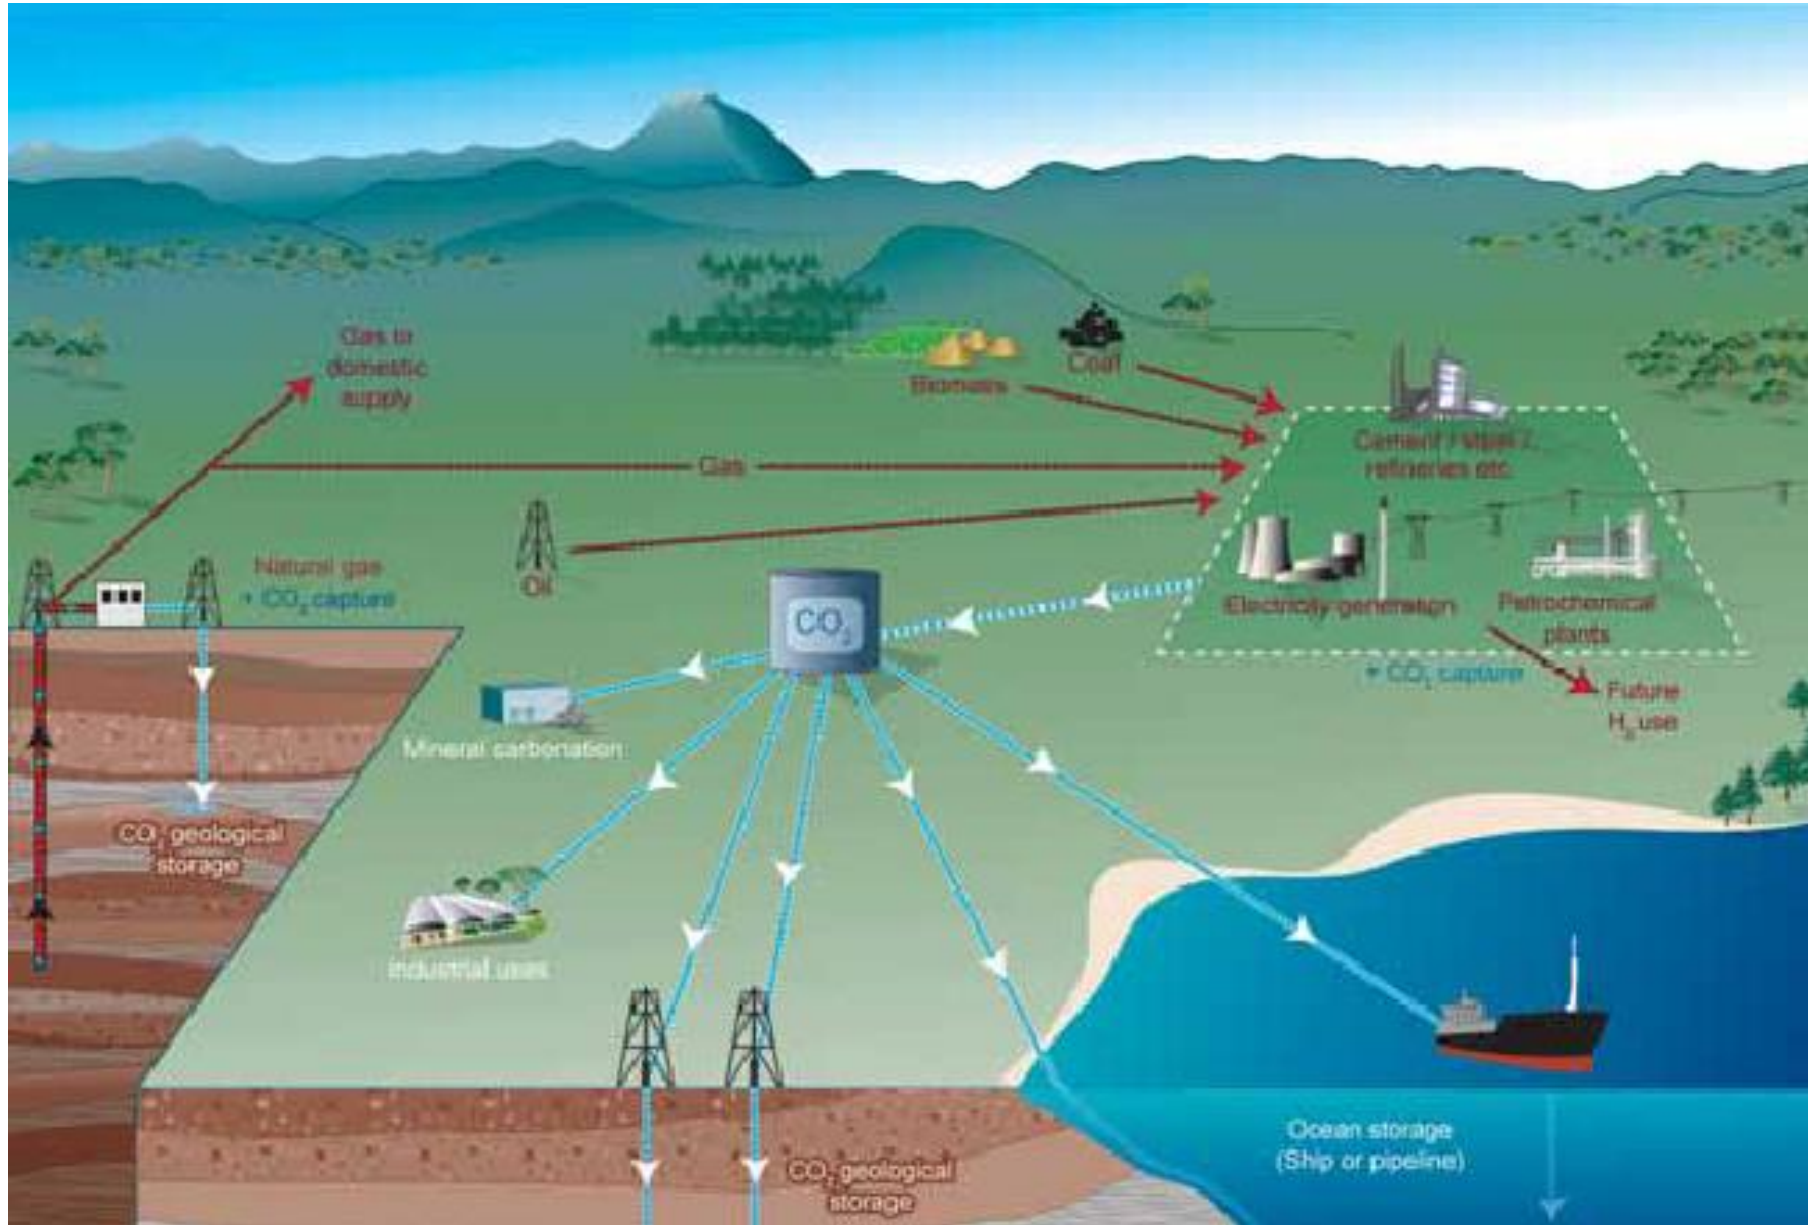 Gas to
domestic
supply
Coal
Biomass
Cement / steel /
refineries etc.
Gas
Natural gas
+ CO₂ capture
Oil
CO₂
Electricity generation
Petrochemical
plants
+ CO₂ capture
Future
H₂ use
Mineral carbonation
CO₂ geological
storage
Industrial uses
Ocean storage
(Ship or pipeline)
CO₂ geological
storage